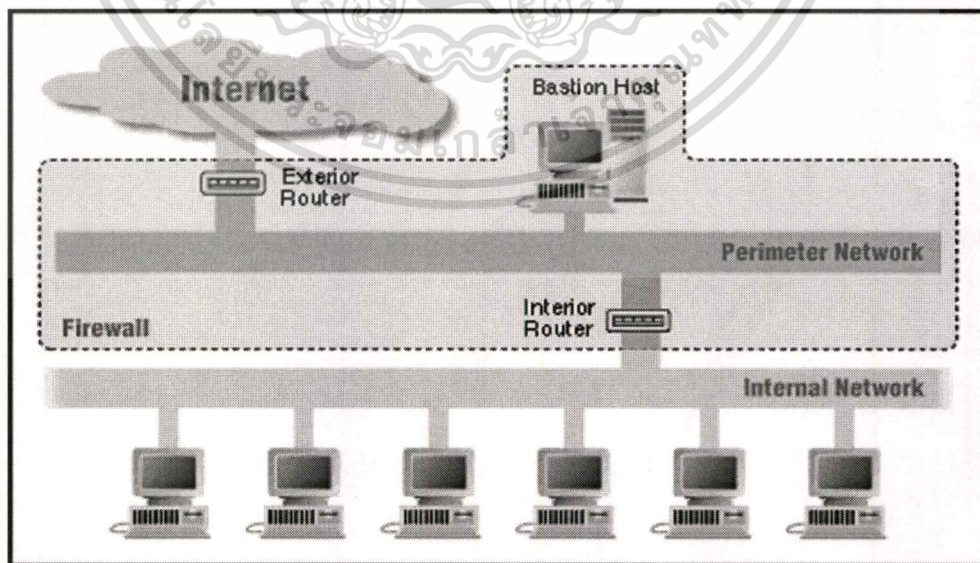 Internet
Bastion Host
Exterior
Router
Perimeter Network
Interior
Router
Firewall
Internal Network